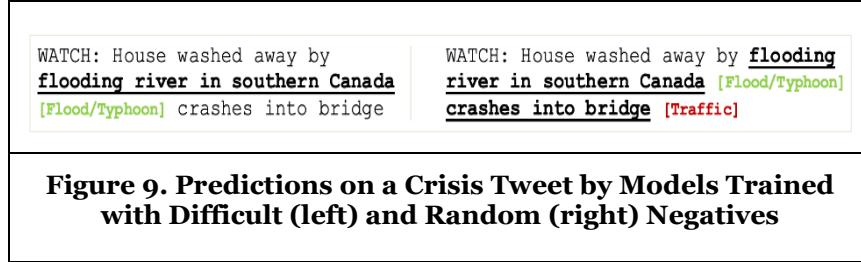 WATCH: House washed away by
flooding river in southern Canada
[Flood/Typhoon] crashes into bridge
WATCH: House washed away by flooding
river in southern Canada [Flood/Typhoon]
crashes into bridge [Traffic]
Figure 9. Predictions on a Crisis Tweet by Models Trained
with Difficult (left) and Random (right) Negatives